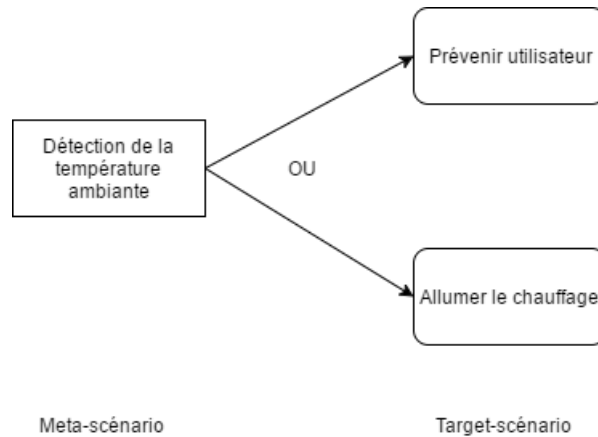 Prévenir utilisateur
Détection de la
température
ambiante
OU
Allumer le chauffage
Meta-scénario
Target-scénario